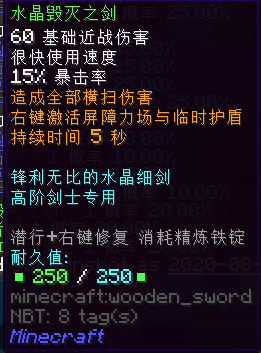 水晶毁灭之剑
60 基础近战伤害
很快使用速度
15% 暴击率
造成全部横扫伤害
右键激活屏障力场与临时护盾
持续时间 5 秒
锋利无比的水晶细剑
高阶剑士专用
潜行+右键修复 消耗精炼铁锭
耐久值:
250 / 250
minecraft:wooden_sword
NBT: 8 tag(s)
Minecraft